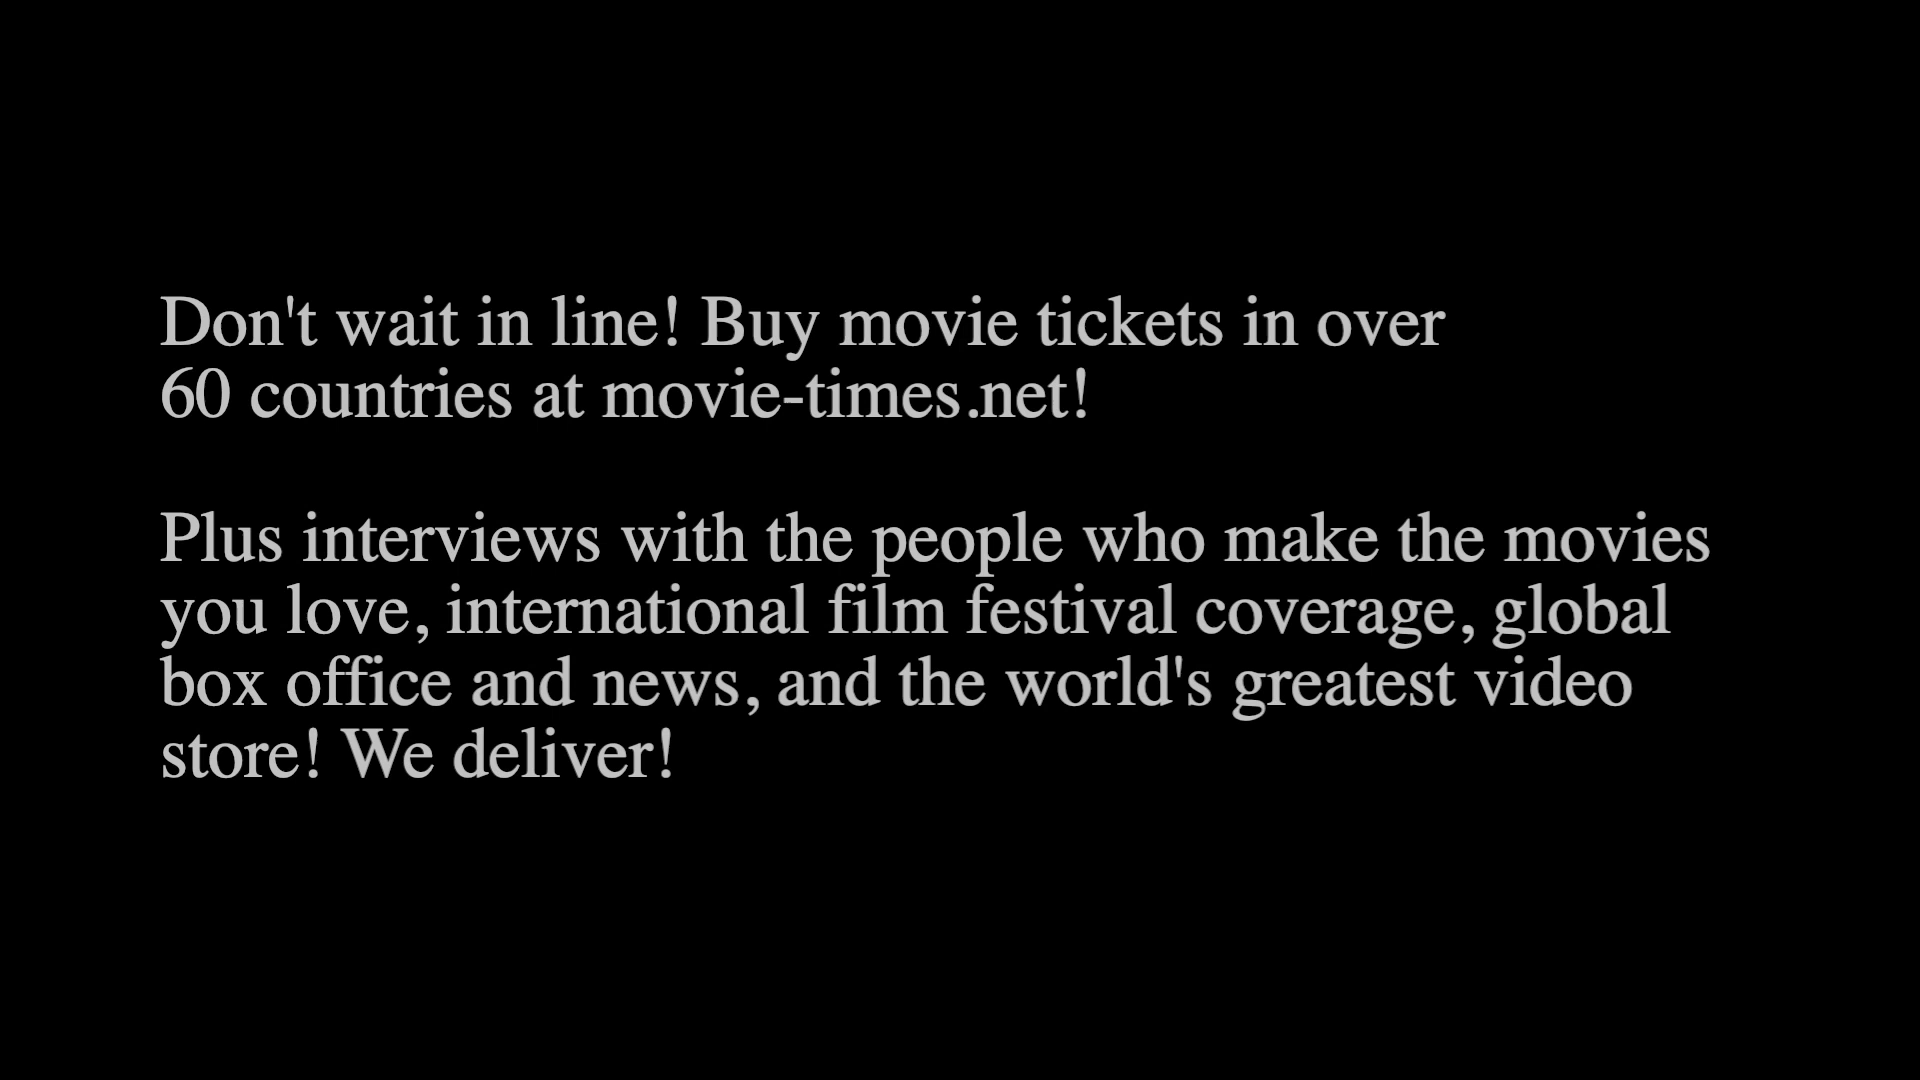 Don't wait in line! Buy movie tickets in over
60 countries at movie-times.net!
Plus interviews with the people who make the movies
you love, international film festival coverage, global
box office and news, and the world's greatest video
store! We deliver!